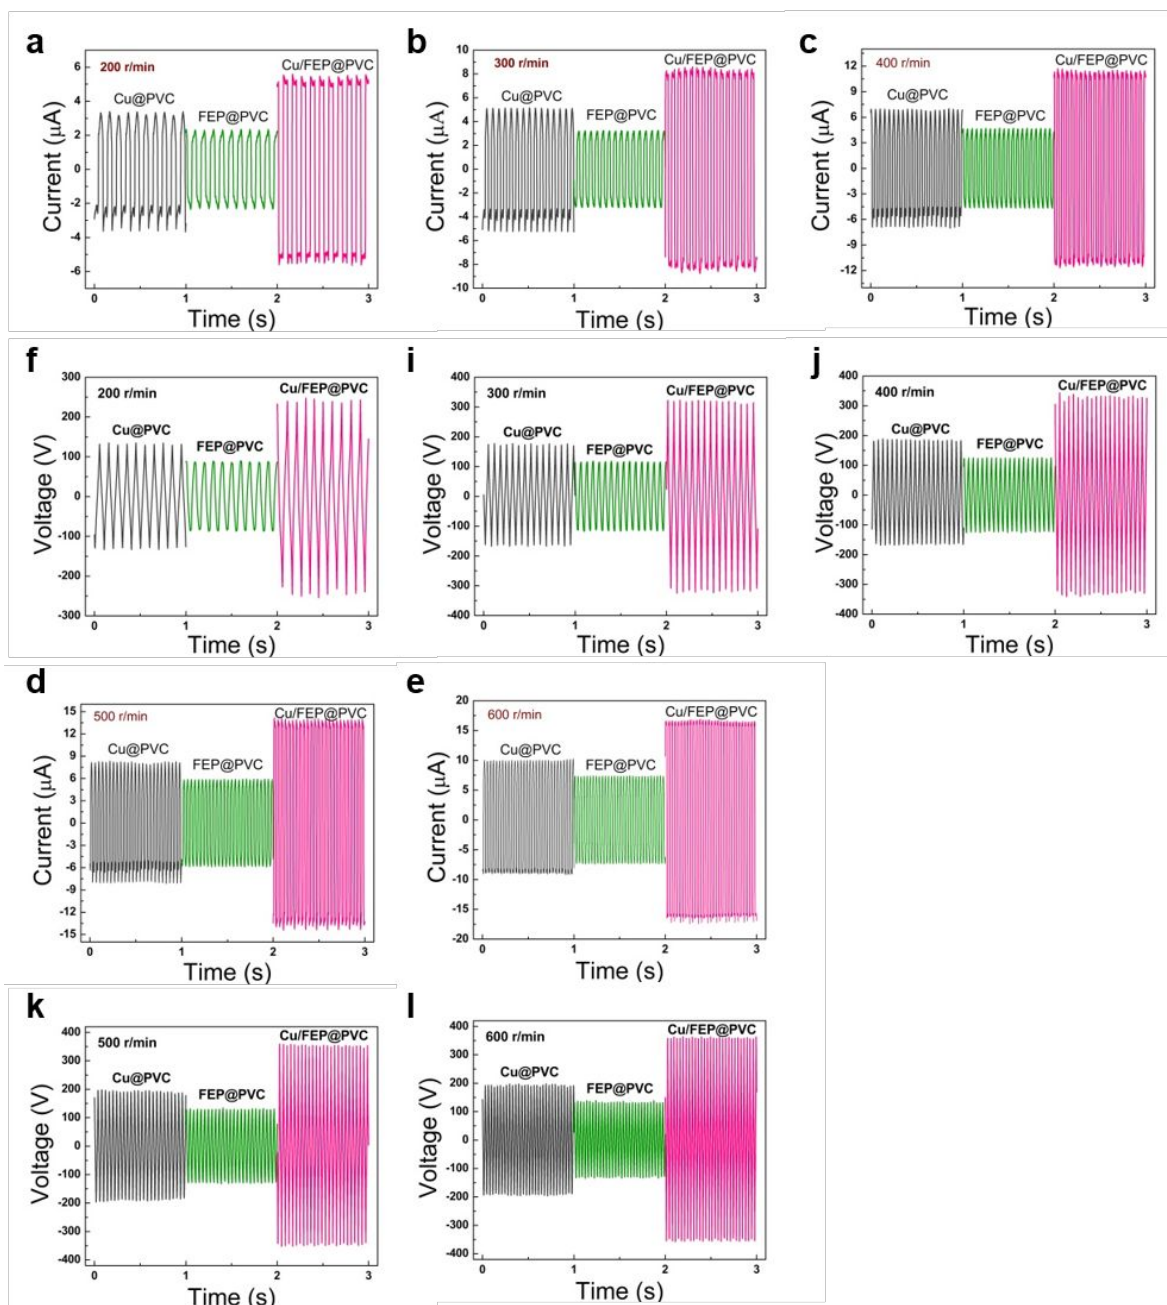 a
200 r/min
Cu@PVC
FEP@PVC
Cu/FEP@PVC
Current (μA)
6
4
2
0
-2
-4
-6
0 1 2 3
Time (s)
b
300 r/min
Cu@PVC
FEP@PVC
Cu/FEP@PVC
Current (μA)
10
8
6
4
2
0
-2
-4
-6
-8
-10
0 1 2 3
Time (s)
c
400 r/min
Cu@PVC
FEP@PVC
Cu/FEP@PVC
Current (μA)
12
9
6
3
0
-3
-6
-9
-12
0 1 2 3
Time (s)
f
200 r/min
Cu@PVC
FEP@PVC
Cu/FEP@PVC
Voltage (V)
300
200
100
0
-100
-200
-300
0 1 2 3
Time (s)
i
300 r/min
Cu@PVC
FEP@PVC
Cu/FEP@PVC
Voltage (V)
400
300
200
100
0
-100
-200
-300
-400
0 1 2 3
Time (s)
j
400 r/min
Cu@PVC
FEP@PVC
Cu/FEP@PVC
Voltage (V)
400
300
200
100
0
-100
-200
-300
-400
0 1 2 3
Time (s)
d
500 r/min
Cu@PVC
FEP@PVC
Cu/FEP@PVC
Current (μA)
15
12
9
6
3
0
-3
-6
-9
-12
-15
0 1 2 3
Time (s)
e
600 r/min
Cu@PVC
FEP@PVC
Cu/FEP@PVC
Current (μA)
20
15
10
5
0
-5
-10
-15
-20
0 1 2 3
Time (s)
k
500 r/min
Cu@PVC
FEP@PVC
Cu/FEP@PVC
Voltage (V)
400
300
200
100
0
-100
-200
-300
-400
0 1 2 3
Time (s)
l
600 r/min
Cu@PVC
FEP@PVC
Cu/FEP@PVC
Voltage (V)
400
300
200
100
0
-100
-200
-300
-400
0 1 2 3
Time (s)